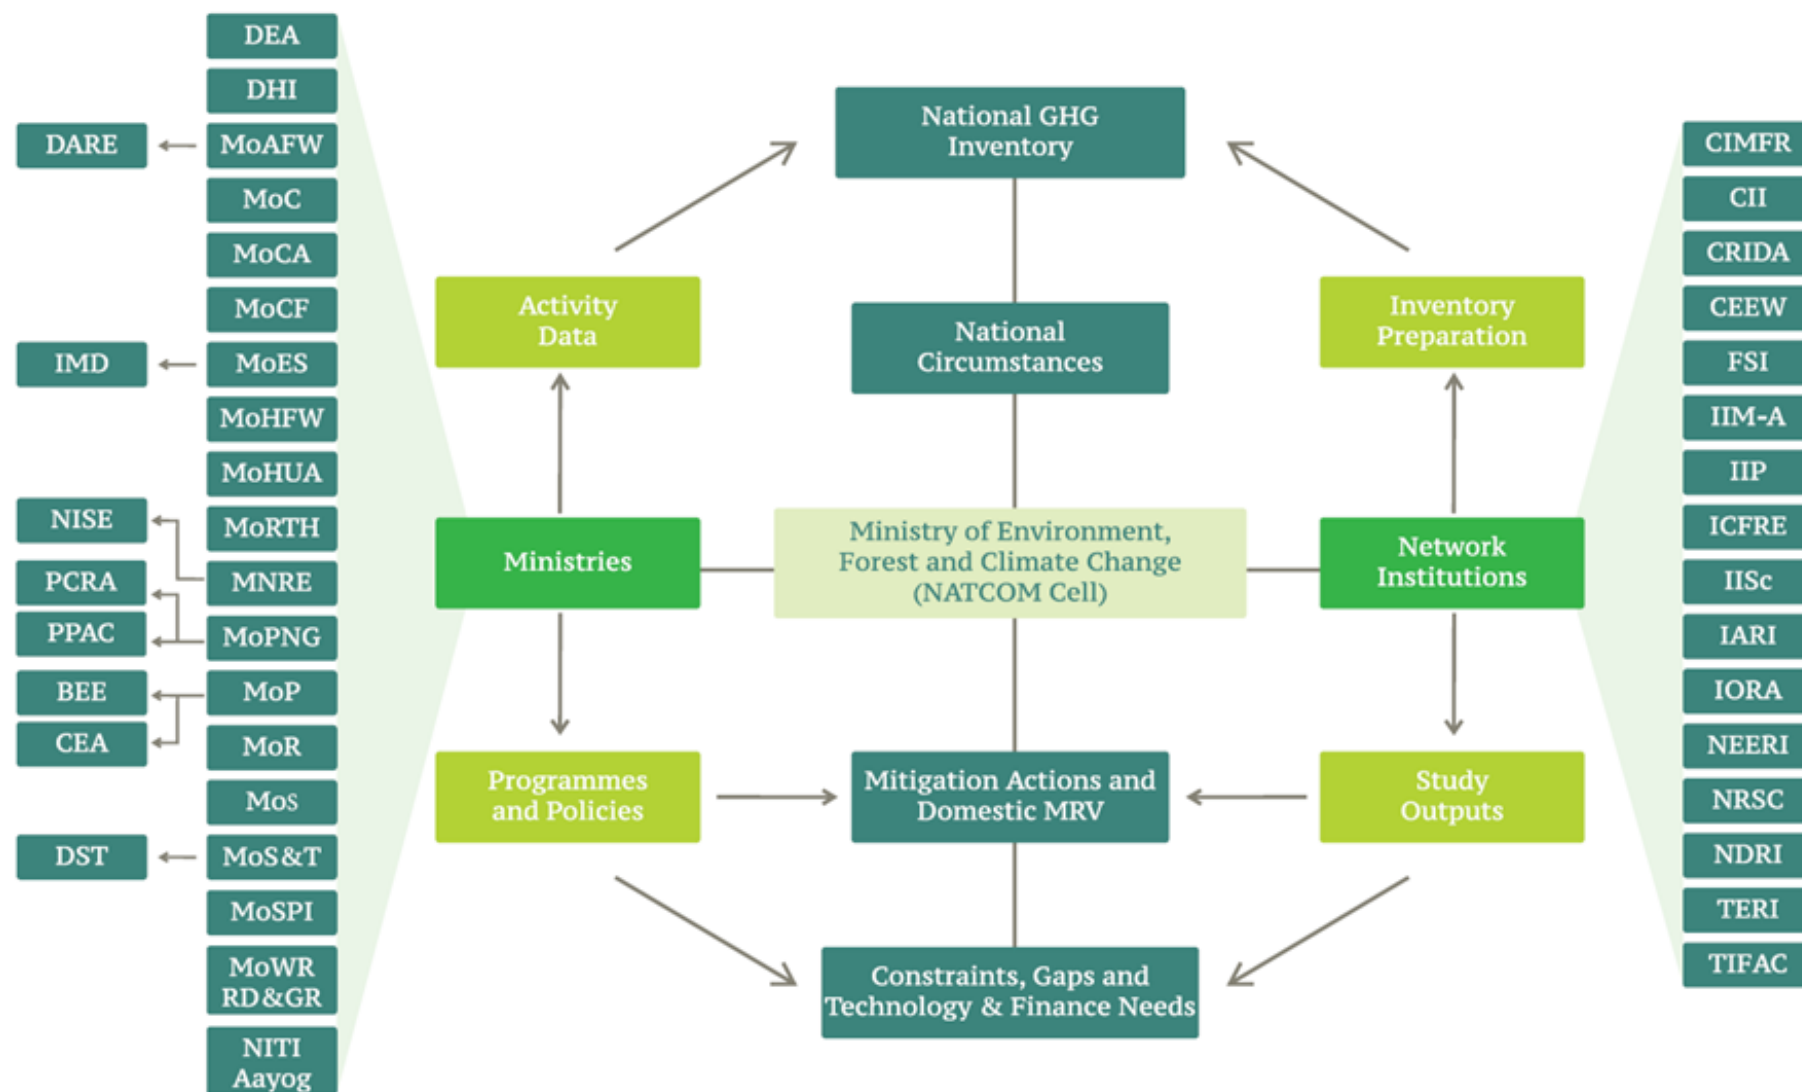 DEA
DHI
DARE
MoAFW
MoC
MoCA
MoCF
IMD
MoES
MoHFW
MoHUA
NISE
MoRTH
PCRA
MNRE
PPAC
MoPNG
BEE
MoP
CEA
MoR
MoS
DST
MoS&T
MoSPI
MoWR
RD&GR
NITI
Aayog
National GHG
Inventory
Activity
Data
National
Circumstances
Inventory
Preparation
Ministries
Ministry of Environment,
Forest and Climate Change
(NATCOM Cell)
Network
Institutions
Programmes
and Policies
Mitigation Actions and
Domestic MRV
Study
Outputs
Constraints, Gaps and
Technology & Finance Needs
CIMFR
CII
CRIDA
CEEW
FSI
IIM-A
IIP
ICFRE
IISc
IARI
IORA
NEERI
NRSC
NDRI
TERI
TIFAC